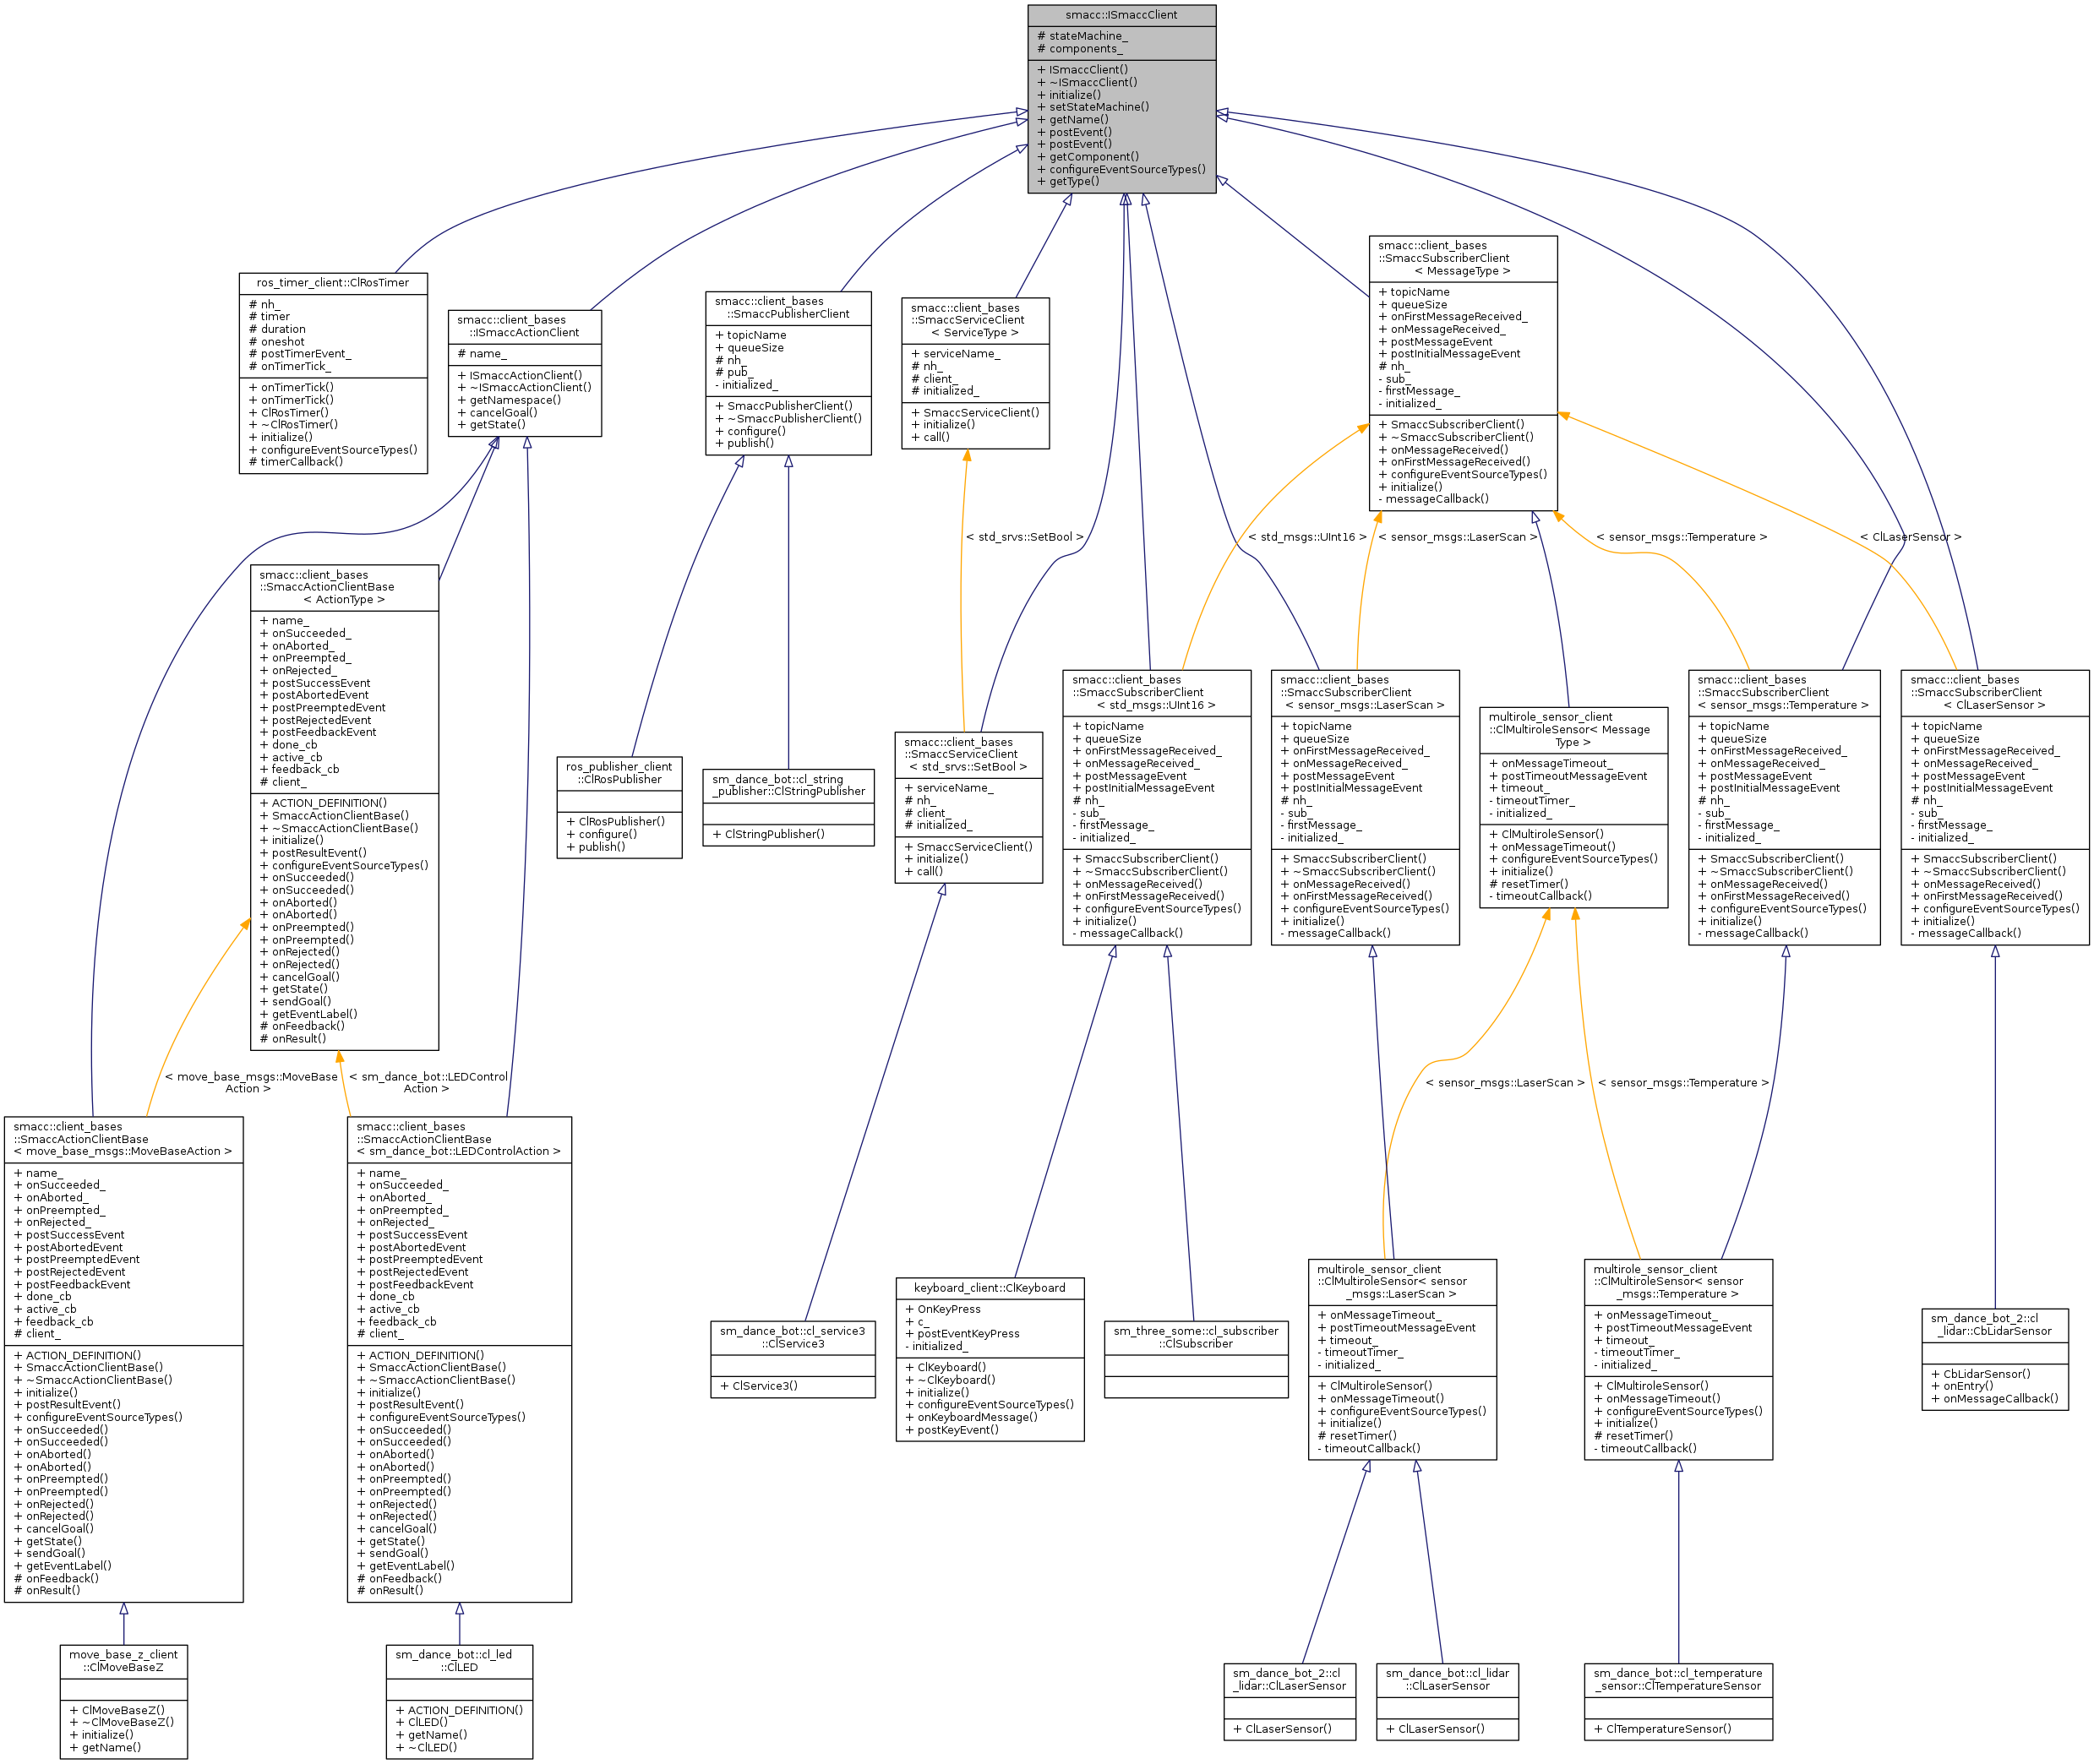 smacc::ISmaccClient
# stateMachine_
# components_
+ ISmaccClient()
+ ~ISmaccClient()
+ initialize()
+ setStateMachine()
+ getName()
+ postEvent()
+ postEvent()
+ getComponent()
+ configureEventSourceTypes()
+ getType()
ros_timer_client::ClRosTimer
# nh_
# timer
# duration
# oneshot
# postTimerEvent_
# onTimerTick_
+ onTimerTick()
+ onTimerTick()
+ ClRosTimer()
+ ~ClRosTimer()
+ initialize()
+ configureEventSourceTypes()
# timerCallback()
smacc::client_bases
::ISmaccActionClient
# name_
+ ISmaccActionClient()
+ ~ISmaccActionClient()
+ getNamespace()
+ cancelGoal()
+ getState()
smacc::client_bases
::SmaccPublisherClient
+ topicName
+ queueSize
# nh_
# pub_
- initialized_
+ SmaccPublisherClient()
+ ~SmaccPublisherClient()
+ configure()
+ publish()
smacc::client_bases
::SmaccServiceClient
< ServiceType >
+ serviceName_
# nh_
# client_
# initialized_
+ SmaccServiceClient()
+ initialize()
+ call()
smacc::client_bases
::SmaccSubscriberClient
< MessageType >
+ topicName
+ queueSize
+ onFirstMessageReceived_
+ onMessageReceived_
+ postMessageEvent
+ postInitialMessageEvent
# nh_
- sub_
- firstMessage_
- initialized_
+ SmaccSubscriberClient()
+ ~SmaccSubscriberClient()
+ onMessageReceived()
+ onFirstMessageReceived()
+ configureEventSourceTypes()
+ initialize()
- messageCallback()
< std_srvs::SetBool >
< std_msgs::UInt16 >
< sensor_msgs::LaserScan >
< sensor_msgs::Temperature >
< ClLaserSensor >
smacc::client_bases
::SmaccActionClientBase
< ActionType >
+ name_
+ onSucceeded_
+ onAborted_
+ onPreempted_
+ onRejected_
+ postSuccessEvent
+ postAbortedEvent
+ postPreemptedEvent
+ postRejectedEvent
+ postFeedbackEvent
+ done_cb
+ active_cb
+ feedback_cb
# client_
+ ACTION_DEFINITION()
+ SmaccActionClientBase()
+ ~SmaccActionClientBase()
+ initialize()
+ postResultEvent()
+ configureEventSourceTypes()
+ onSucceeded()
+ onSucceeded()
+ onAborted()
+ onAborted()
+ onPreempted()
+ onPreempted()
+ onRejected()
+ onRejected()
+ cancelGoal()
+ getState()
+ sendGoal()
+ getEventLabel()
# onFeedback()
# onResult()
ros_publisher_client
::ClRosPublisher
+ ClRosPublisher()
+ configure()
+ publish()
sm_dance_bot::cl_string
_publisher::ClStringPublisher
+ ClStringPublisher()
smacc::client_bases
::SmaccServiceClient
< std_srvs::SetBool >
+ serviceName_
# nh_
# client_
# initialized_
+ SmaccServiceClient()
+ initialize()
+ call()
smacc::client_bases
::SmaccSubscriberClient
< std_msgs::UInt16 >
+ topicName
+ queueSize
+ onFirstMessageReceived_
+ onMessageReceived_
+ postMessageEvent
+ postInitialMessageEvent
# nh_
- sub_
- firstMessage_
- initialized_
+ SmaccSubscriberClient()
+ ~SmaccSubscriberClient()
+ onMessageReceived()
+ onFirstMessageReceived()
+ configureEventSourceTypes()
+ initialize()
- messageCallback()
smacc::client_bases
::SmaccSubscriberClient
< sensor_msgs::LaserScan >
+ topicName
+ queueSize
+ onFirstMessageReceived_
+ onMessageReceived_
+ postMessageEvent
+ postInitialMessageEvent
# nh_
- sub_
- firstMessage_
- initialized_
+ SmaccSubscriberClient()
+ ~SmaccSubscriberClient()
+ onMessageReceived()
+ onFirstMessageReceived()
+ configureEventSourceTypes()
+ initialize()
- messageCallback()
multirole_sensor_client
::ClMultiroleSensor< Message
Type >
+ onMessageTimeout_
+ postTimeoutMessageEvent
+ timeout_
- timeoutTimer_
- initialized_
+ ClMultiroleSensor()
+ onMessageTimeout()
+ configureEventSourceTypes()
+ initialize()
# resetTimer()
- timeoutCallback()
smacc::client_bases
::SmaccSubscriberClient
< sensor_msgs::Temperature >
+ topicName
+ queueSize
+ onFirstMessageReceived_
+ onMessageReceived_
+ postMessageEvent
+ postInitialMessageEvent
# nh_
- sub_
- firstMessage_
- initialized_
+ SmaccSubscriberClient()
+ ~SmaccSubscriberClient()
+ onMessageReceived()
+ onFirstMessageReceived()
+ configureEventSourceTypes()
+ initialize()
- messageCallback()
smacc::client_bases
::SmaccSubscriberClient
< ClLaserSensor >
+ topicName
+ queueSize
+ onFirstMessageReceived_
+ onMessageReceived_
+ postMessageEvent
+ postInitialMessageEvent
# nh_
- sub_
- firstMessage_
- initialized_
+ SmaccSubscriberClient()
+ ~SmaccSubscriberClient()
+ onMessageReceived()
+ onFirstMessageReceived()
+ configureEventSourceTypes()
+ initialize()
- messageCallback()
< move_base_msgs::MoveBase
Action >
< sm_dance_bot::LEDControl
Action >
< sensor_msgs::LaserScan >
< sensor_msgs::Temperature >
smacc::client_bases
::SmaccActionClientBase
< move_base_msgs::MoveBaseAction >
+ name_
+ onSucceeded_
+ onAborted_
+ onPreempted_
+ onRejected_
+ postSuccessEvent
+ postAbortedEvent
+ postPreemptedEvent
+ postRejectedEvent
+ postFeedbackEvent
+ done_cb
+ active_cb
+ feedback_cb
# client_
+ ACTION_DEFINITION()
+ SmaccActionClientBase()
+ ~SmaccActionClientBase()
+ initialize()
+ postResultEvent()
+ configureEventSourceTypes()
+ onSucceeded()
+ onSucceeded()
+ onAborted()
+ onAborted()
+ onPreempted()
+ onPreempted()
+ onRejected()
+ onRejected()
+ cancelGoal()
+ getState()
+ sendGoal()
+ getEventLabel()
# onFeedback()
# onResult()
smacc::client_bases
::SmaccActionClientBase
< sm_dance_bot::LEDControlAction >
+ name_
+ onSucceeded_
+ onAborted_
+ onPreempted_
+ onRejected_
+ postSuccessEvent
+ postAbortedEvent
+ postPreemptedEvent
+ postRejectedEvent
+ postFeedbackEvent
+ done_cb
+ active_cb
+ feedback_cb
# client_
+ ACTION_DEFINITION()
+ SmaccActionClientBase()
+ ~SmaccActionClientBase()
+ initialize()
+ postResultEvent()
+ configureEventSourceTypes()
+ onSucceeded()
+ onSucceeded()
+ onAborted()
+ onAborted()
+ onPreempted()
+ onPreempted()
+ onRejected()
+ onRejected()
+ cancelGoal()
+ getState()
+ sendGoal()
+ getEventLabel()
# onFeedback()
# onResult()
sm_dance_bot::cl_service3
::ClService3
+ ClService3()
keyboard_client::ClKeyboard
+ OnKeyPress
+ c_
+ postEventKeyPress
- initialized_
+ ClKeyboard()
+ ~ClKeyboard()
+ initialize()
+ configureEventSourceTypes()
+ onKeyboardMessage()
+ postKeyEvent()
sm_three_some::cl_subscriber
::ClSubscriber
multirole_sensor_client
::ClMultiroleSensor< sensor
_msgs::LaserScan >
+ onMessageTimeout_
+ postTimeoutMessageEvent
+ timeout_
- timeoutTimer_
- initialized_
+ ClMultiroleSensor()
+ onMessageTimeout()
+ configureEventSourceTypes()
+ initialize()
# resetTimer()
- timeoutCallback()
multirole_sensor_client
::ClMultiroleSensor< sensor
_msgs::Temperature >
+ onMessageTimeout_
+ postTimeoutMessageEvent
+ timeout_
- timeoutTimer_
- initialized_
+ ClMultiroleSensor()
+ onMessageTimeout()
+ configureEventSourceTypes()
+ initialize()
# resetTimer()
- timeoutCallback()
sm_dance_bot_2::cl
_lidar::CbLidarSensor
+ CbLidarSensor()
+ onEntry()
+ onMessageCallback()
move_base_z_client
::ClMoveBaseZ
+ ClMoveBaseZ()
+ ~ClMoveBaseZ()
+ initialize()
+ getName()
sm_dance_bot::cl_led
::ClLED
+ ACTION_DEFINITION()
+ ClLED()
+ getName()
+ ~ClLED()
sm_dance_bot_2::cl
_lidar::ClLaserSensor
+ ClLaserSensor()
sm_dance_bot::cl_lidar
::ClLaserSensor
+ ClLaserSensor()
sm_dance_bot::cl_temperature
_sensor::ClTemperatureSensor
+ ClTemperatureSensor()